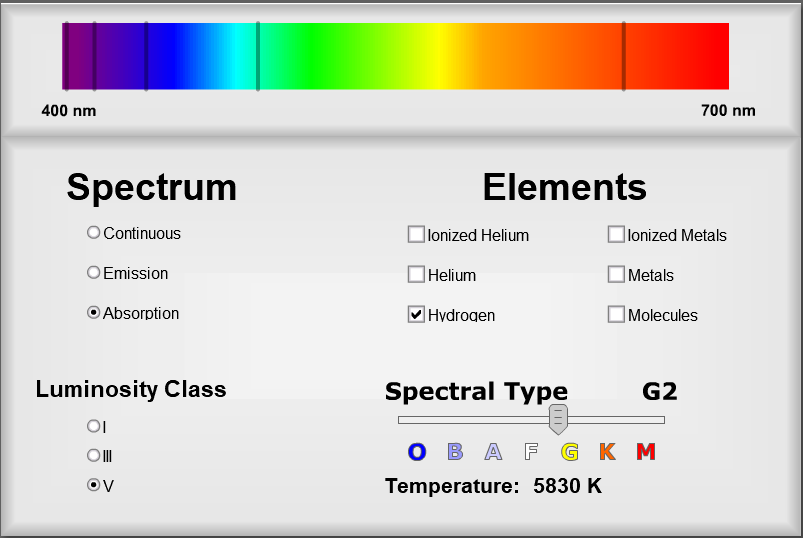 400 nm 700 nm
Spectrum Elements
Continuous Ionized Helium Ionized Metals
Emission Helium Metals
Absorption Hydrogen Molecules
Luminosity Class Spectral Type G2
I
III
V
O B A F G K M
Temperature: 5830 K